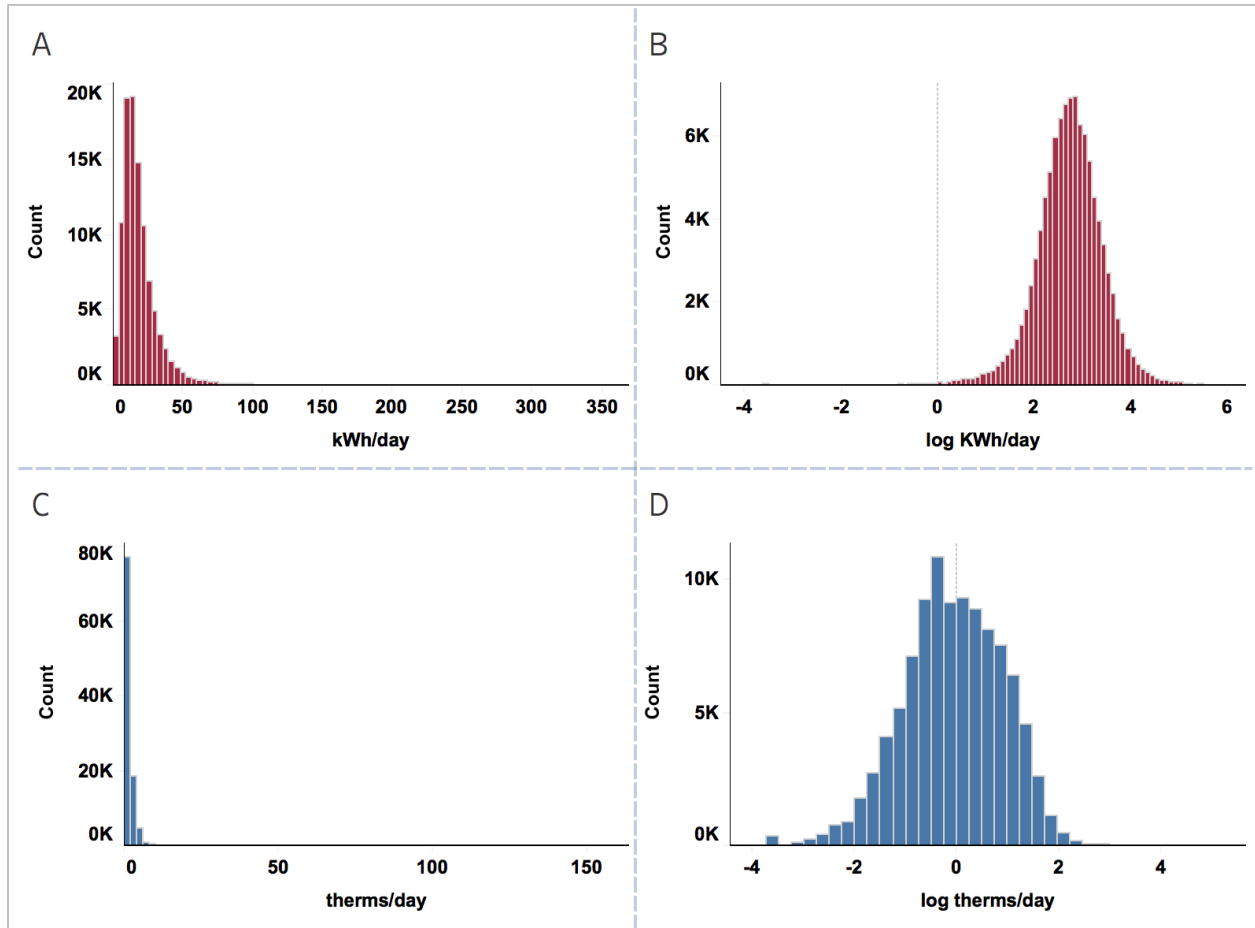 A
20K
15K
10K
5K
0K
Count
0 50 100 150 200 250 300 350
kWh/day
B
6K
4K
2K
0K
Count
-4 -2 0 2 4 6
log KWh/day
C
80K
60K
40K
20K
0K
Count
0 50 100 150
therms/day
D
10K
5K
0K
Count
-4 -2 0 2 4
log therms/day